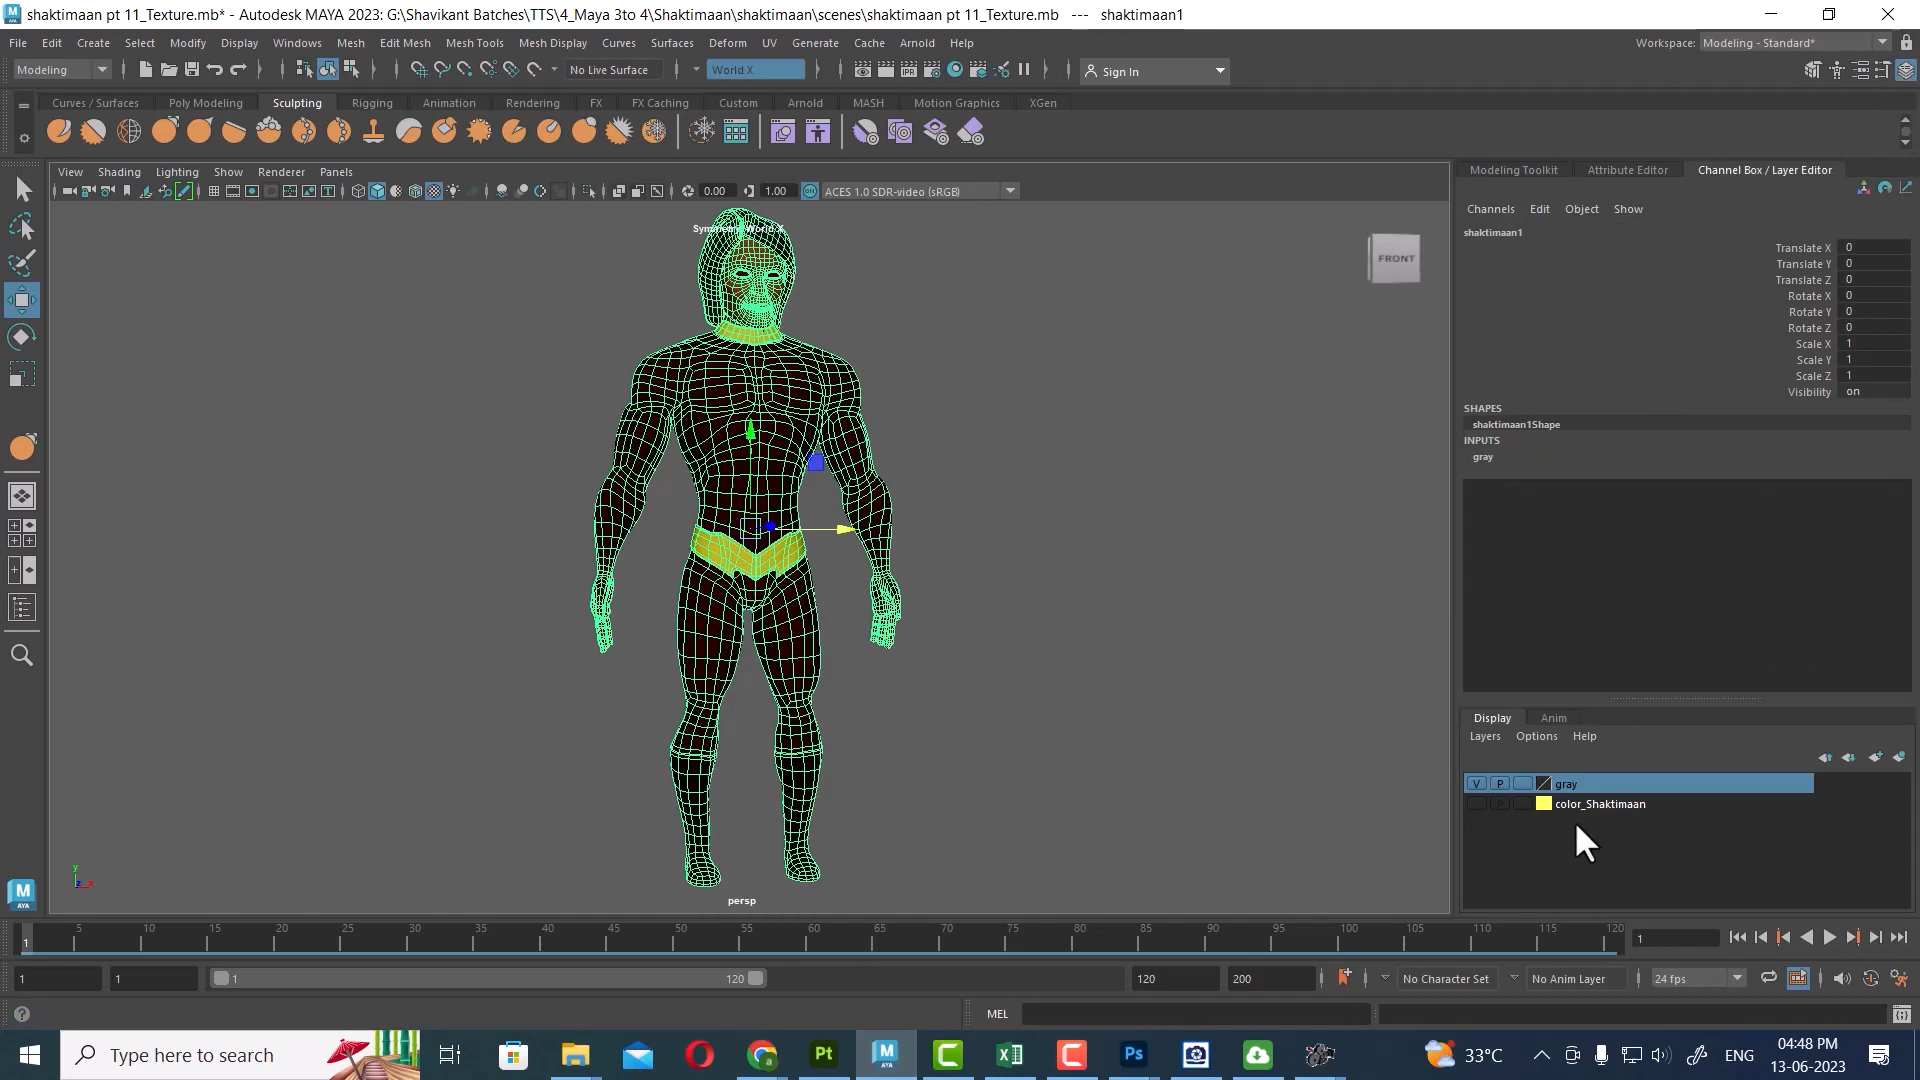 shaktimaan pt 11_Texture.mb* - Autodesk MAYA 2023: G:\Shavikant Batches\TTS\4_Maya 3to 4\Shaktimaan\shaktimaan\scenes\shaktimaan pt 11_Texture.mb --- shaktimaan1
File Edit Create Select Modify Display Windows Mesh Edit Mesh Mesh Tools Mesh Display Curves Surfaces Deform UV Generate Cache Arnold Help
Workspace: Modeling - Standard*
Modeling No Live Surface World X IPR Sign In
Curves / Surfaces Poly Modeling Sculpting Rigging Animation Rendering FX FX Caching Custom Arnold MASH Motion Graphics XGen
View Shading Lighting Show Renderer Panels
0.00 1.00 ON ACES 1.0 SDR-video (sRGB)
Symmetry: World X
FRONT
persp
y
z x
M
AYA
Modeling Toolkit Attribute Editor Channel Box / Layer Editor
Channels Edit Object Show
shaktimaan1
Translate X 0
Translate Y 0
Translate Z 0
Rotate X 0
Rotate Y 0
Rotate Z 0
Scale X 1
Scale Y 1
Scale Z 1
Visibility on
SHAPES
shaktimaan1Shape
INPUTS
gray
Display Anim
Layers Options Help
V P gray
P color_Shaktimaan
5 10 15 20 25 30 35 40 45 50 55 60 65 70 75 80 85 90 95 100 105 110 115 120
1 1
1 1 1 120 120 200 No Character Set No Anim Layer 24 fps
MEL
Type here to search
Pt M AYA C X C Ps
33°C ENG 04:48 PM
13-06-2023